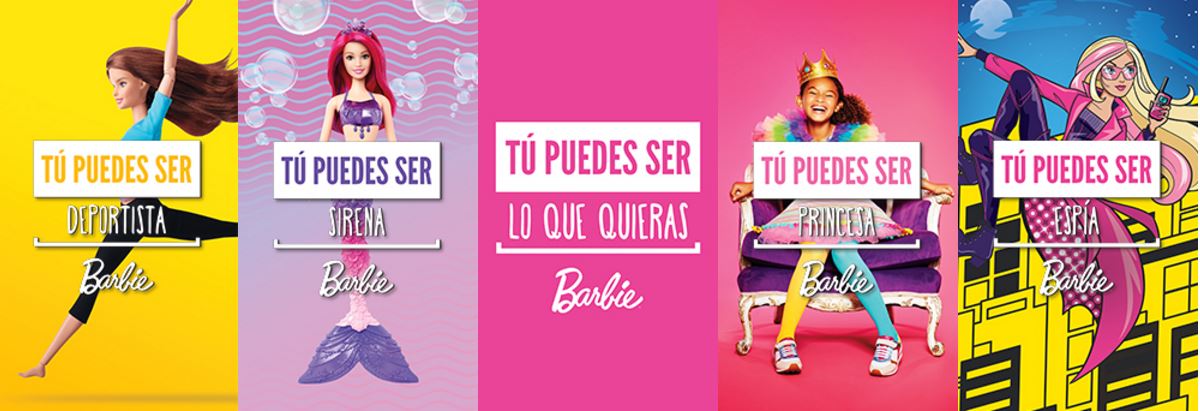 TÚ PUEDES SER
DEPORTISTA
Barbie
TÚ PUEDES SER
SIRENA
Barbie
TÚ PUEDES SER
LO QUE QUIERAS
Barbie
TÚ PUEDES SER
PRINCESA
Barbie
TÚ PUEDES SER
ESPÍA
Barbie